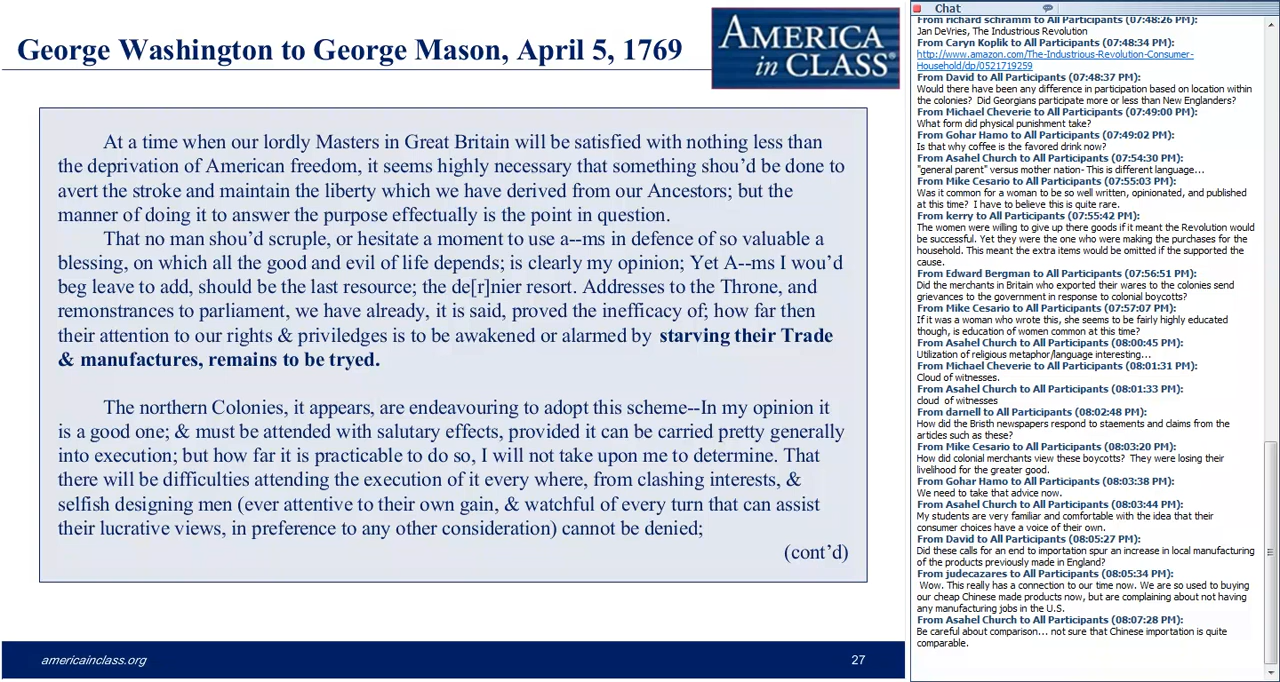 George Washington to George Mason, April 5, 1769
AMERICA
in CLASS
At a time when our lordly Masters in Great Britain will be satisfied with nothing less than
the deprivation of American freedom, it seems highly necessary that something shou’d be done to
avert the stroke and maintain the liberty which we have derived from our Ancestors; but the
manner of doing it to answer the purpose effectually is the point in question.
That no man shou’d scruple, or hesitate a moment to use a--ms in defence of so valuable a
blessing, on which all the good and evil of life depends; is clearly my opinion; Yet A--ms I wou’d
beg leave to add, should be the last resource; the de[r]nier resort. Addresses to the Throne, and
remonstrances to parliament, we have already, it is said, proved the inefficacy of; how far then
their attention to our rights & priviledges is to be awakened or alarmed by starving their Trade
& manufactures, remains to be tryed.
The northern Colonies, it appears, are endeavouring to adopt this scheme--In my opinion it
is a good one; & must be attended with salutary effects, provided it can be carried pretty generally
into execution; but how far it is practicable to do so, I will not take upon me to determine. That
there will be difficulties attending the execution of it every where, from clashing interests, &
selfish designing men (ever attentive to their own gain, & watchful of every turn that can assist
their lucrative views, in preference to any other consideration) cannot be denied;
(cont’d)
americainclass.org
27
Chat
From richard schramm to All Participants (07:48:26 PM):
Jan DeVries, The Industrious Revolution
From Caryn Koplik to All Participants (07:48:34 PM):
http://www.amazon.com/The-Industrious-Revolution-Consumer-
Household/dp/0521719259
From David to All Participants (07:48:37 PM):
Would there have been any difference in participation based on location within
the colonies? Did Georgians participate more or less than New Englanders?
From Michael Cheverie to All Participants (07:49:00 PM):
What form did physical punishment take?
From Gohar Hamo to All Participants (07:49:02 PM):
Is that why coffee is the favored drink now?
From Asahel Church to All Participants (07:54:30 PM):
"general parent" versus mother nation- This is different language...
From Mike Cesario to All Participants (07:55:03 PM):
Was it common for a woman to be so well written, opinionated, and published
at this time? I have to believe this is quite rare.
From kerry to All Participants (07:55:42 PM):
The women were willing to give up there goods if it meant the Revolution would
be successful. Yet they were the one who were making the purchases for the
household. This meant the extra items would be omitted if the supported the
cause.
From Edward Bergman to All Participants (07:56:51 PM):
Did the merchants in Britain who exported their wares to the colonies send
grievances to the government in response to colonial boycotts?
From Mike Cesario to All Participants (07:57:07 PM):
If it was a woman who wrote this, she seems to be fairly highly educated
though, is education of women common at this time?
From Asahel Church to All Participants (08:00:45 PM):
Utilization of religious metaphor/language interesting...
From Michael Cheverie to All Participants (08:01:31 PM):
Cloud of witnesses.
From Asahel Church to All Participants (08:01:33 PM):
cloud of witnesses
From darnell to All Participants (08:02:48 PM):
How did the Bristh newspapers respond to staements and claims from the
articles such as these?
From Mike Cesario to All Participants (08:03:20 PM):
How did colonial merchants view these boycotts? They were losing their
livelihood for the greater good.
From Gohar Hamo to All Participants (08:03:38 PM):
We need to take that advice now.
From Asahel Church to All Participants (08:03:44 PM):
My students are very familiar and comfortable with the idea that their
consumer choices have a voice of their own.
From David to All Participants (08:05:27 PM):
Did these calls for an end to importation spur an increase in local manufacturing
of the products previously made in England?
From judecazares to All Participants (08:05:34 PM):
Wow. This really has a connection to our time now. We are so used to buying
our cheap Chinese made products now, but are complaining about not having
any manufacturing jobs in the U.S.
From Asahel Church to All Participants (08:07:28 PM):
Be careful about comparison... not sure that Chinese importation is quite
comparable.